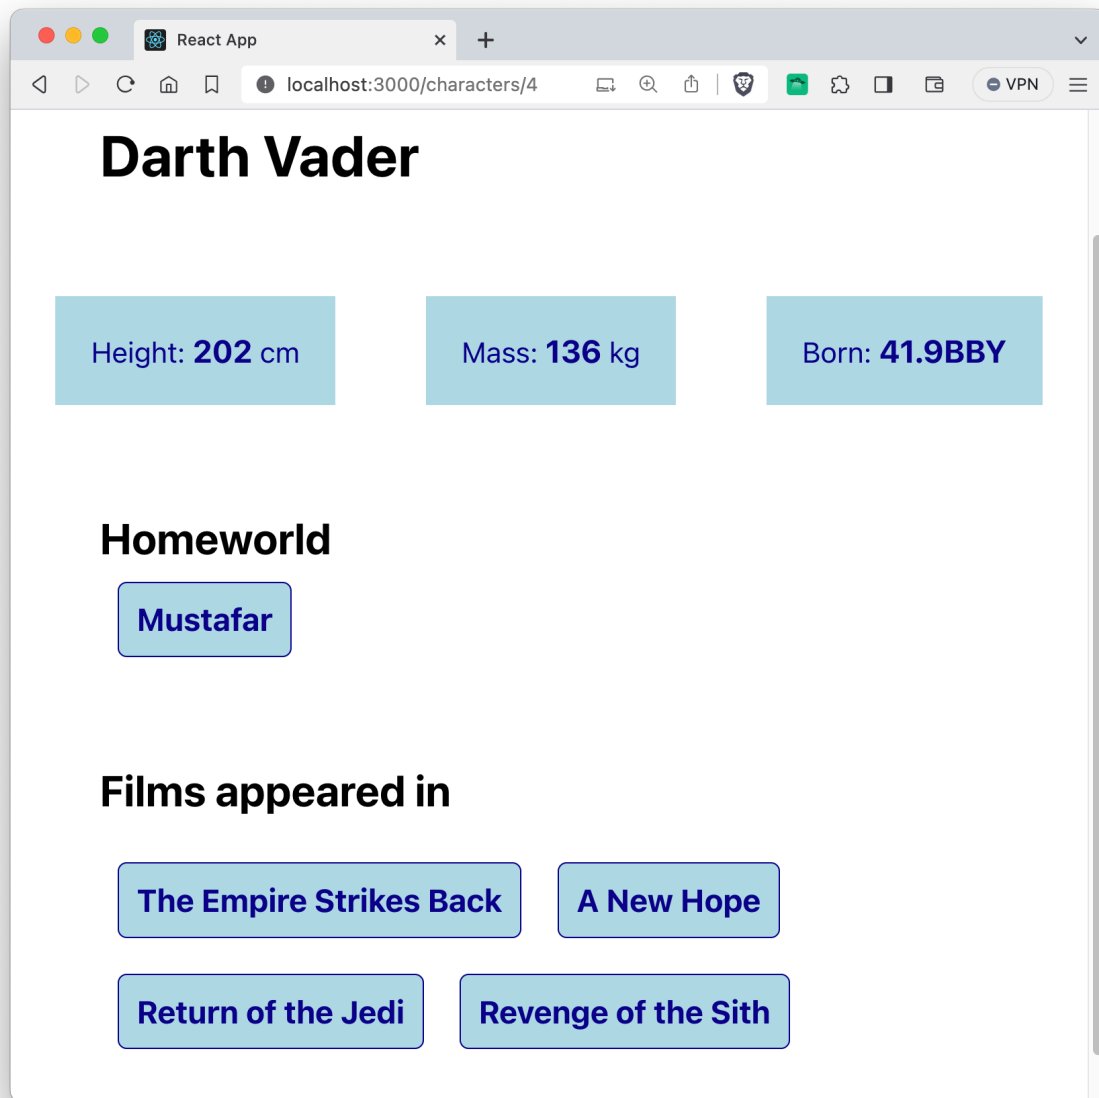 React App
localhost:3000/characters/4
VPN
Darth Vader
Height: 202 cm
Mass: 136 kg
Born: 41.9BBY
Homeworld
Mustafar
Films appeared in
The Empire Strikes Back
A New Hope
Return of the Jedi
Revenge of the Sith